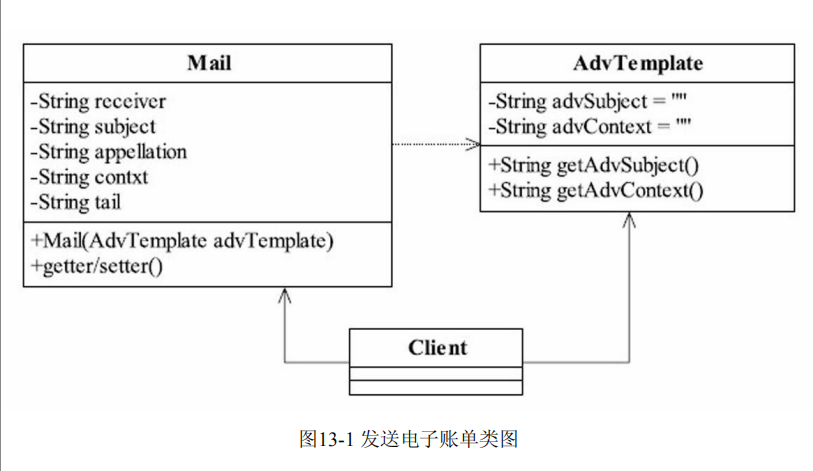 Mail
-String receiver
-String subject
-String appellation
-String contxt
-String tail
+Mail(AdvTemplate advTemplate)
+getter/setter()
AdvTemplate
-String advSubject = ""
-String advContext = ""
+String getAdvSubject()
+String getAdvContext()
Client
图13-1 发送电子账单类图